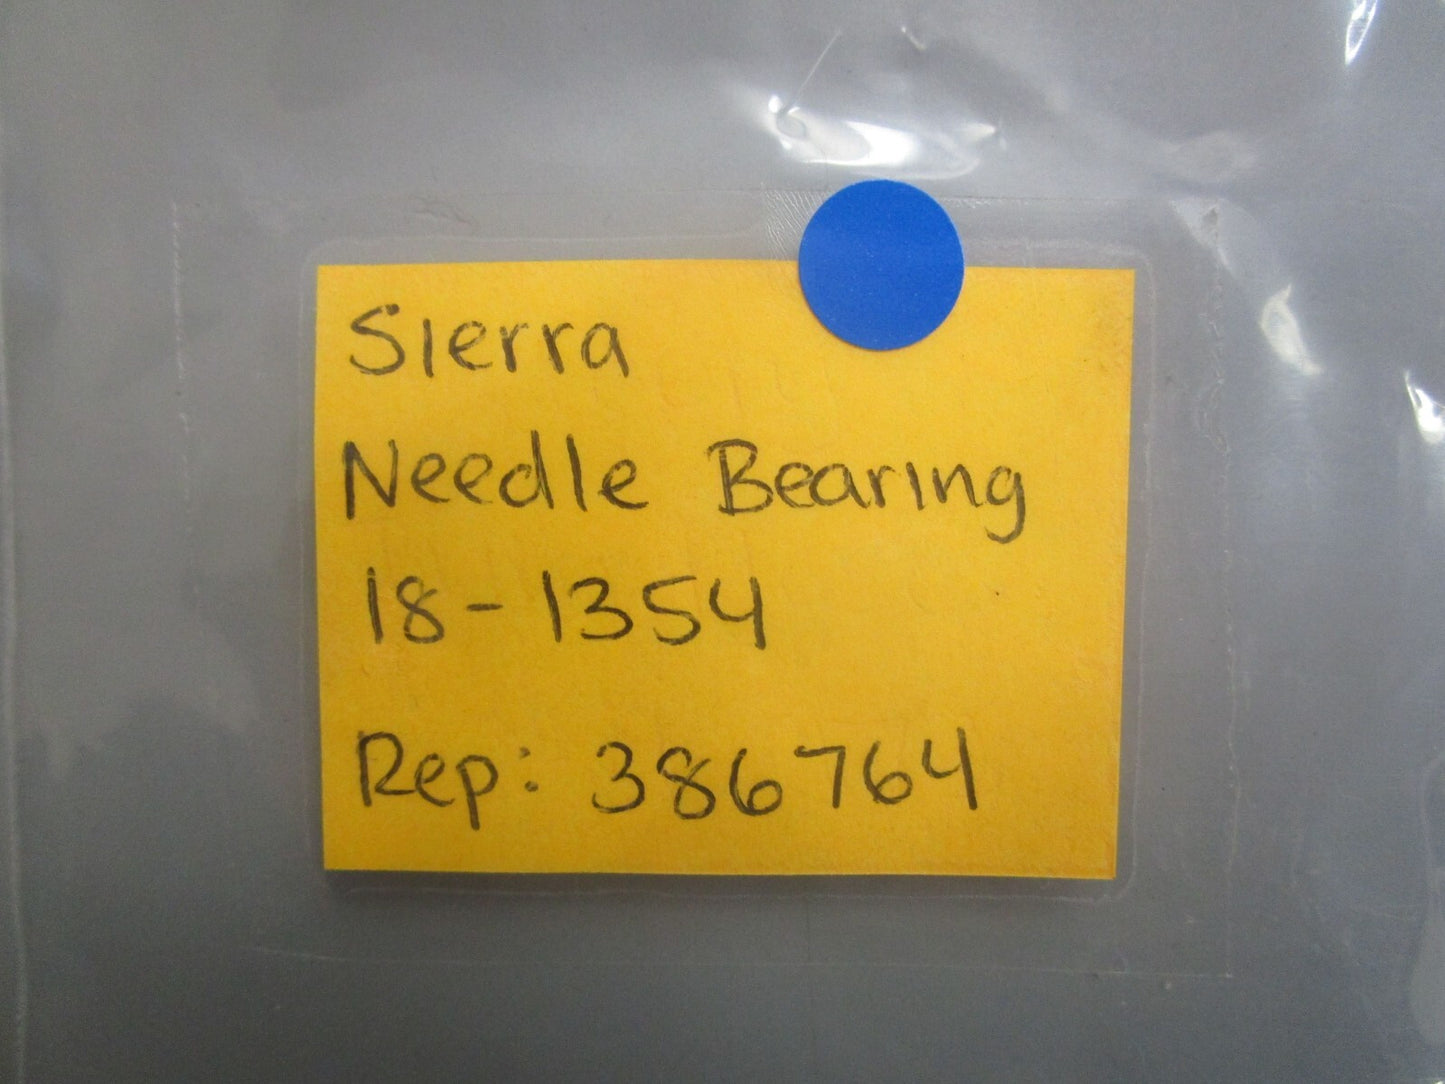 Sierra
Needle Bearing
18-1354
Rep: 386764